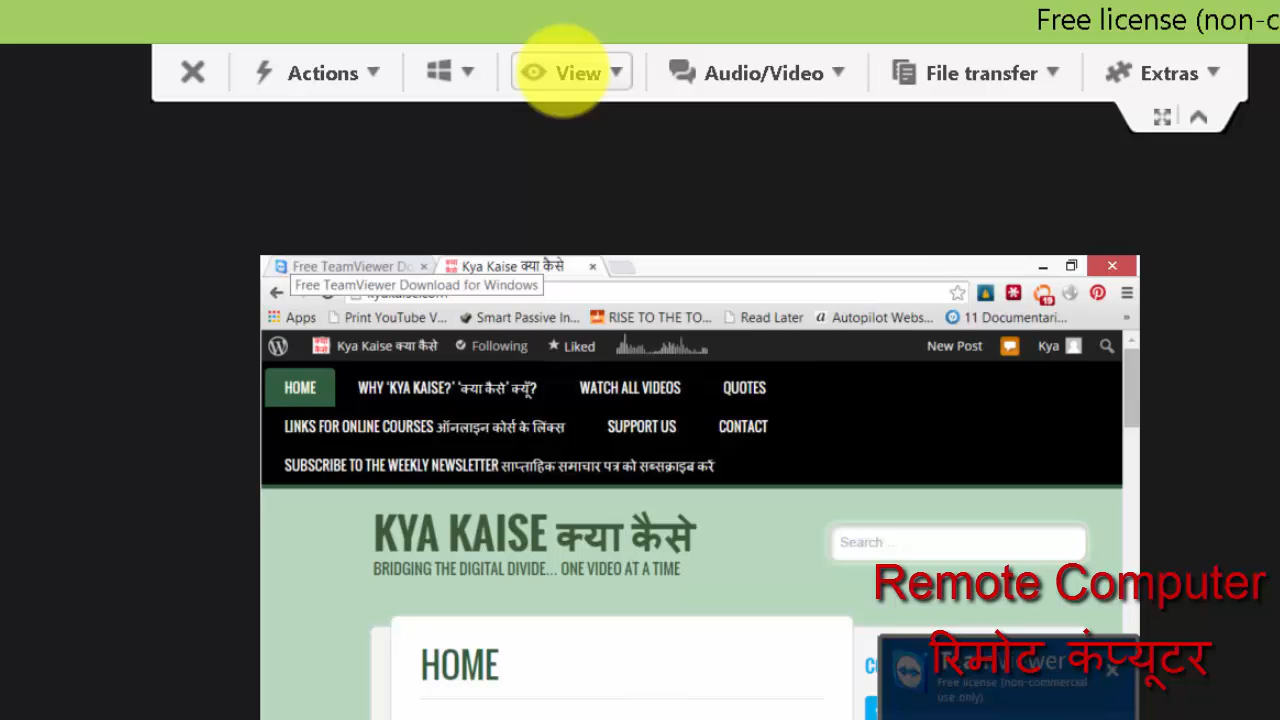 Free license (non-c
Actions
View
Audio/Video
File transfer
Extras
Free TeamViewer Do
Kya Kaise क्या कैसे
Free TeamViewer Download for Windows
Apps
Print YouTube V...
Smart Passive In...
RISE TO THE TO...
Read Later
Autopilot Webs...
11 Documentari...
19
Kya Kaise क्या कैसे
Following
Liked
New Post
Kya
HOME
WHY 'KYA KAISE?' 'क्या कैसे' क्यूँ?
WATCH ALL VIDEOS
QUOTES
LINKS FOR ONLINE COURSES ऑनलाइन कोर्स के लिंक्स
SUPPORT US
CONTACT
SUBSCRIBE TO THE WEEKLY NEWSLETTER साप्ताहिक समाचार पत्र को सब्सक्राइब करें
KYA KAISE क्या कैसे
BRIDGING THE DIGITAL DIVIDE... ONE VIDEO AT A TIME
Search ...
Remote Computer
रिमोट कंप्यूटर
HOME
Free license (non-commercial
use only)